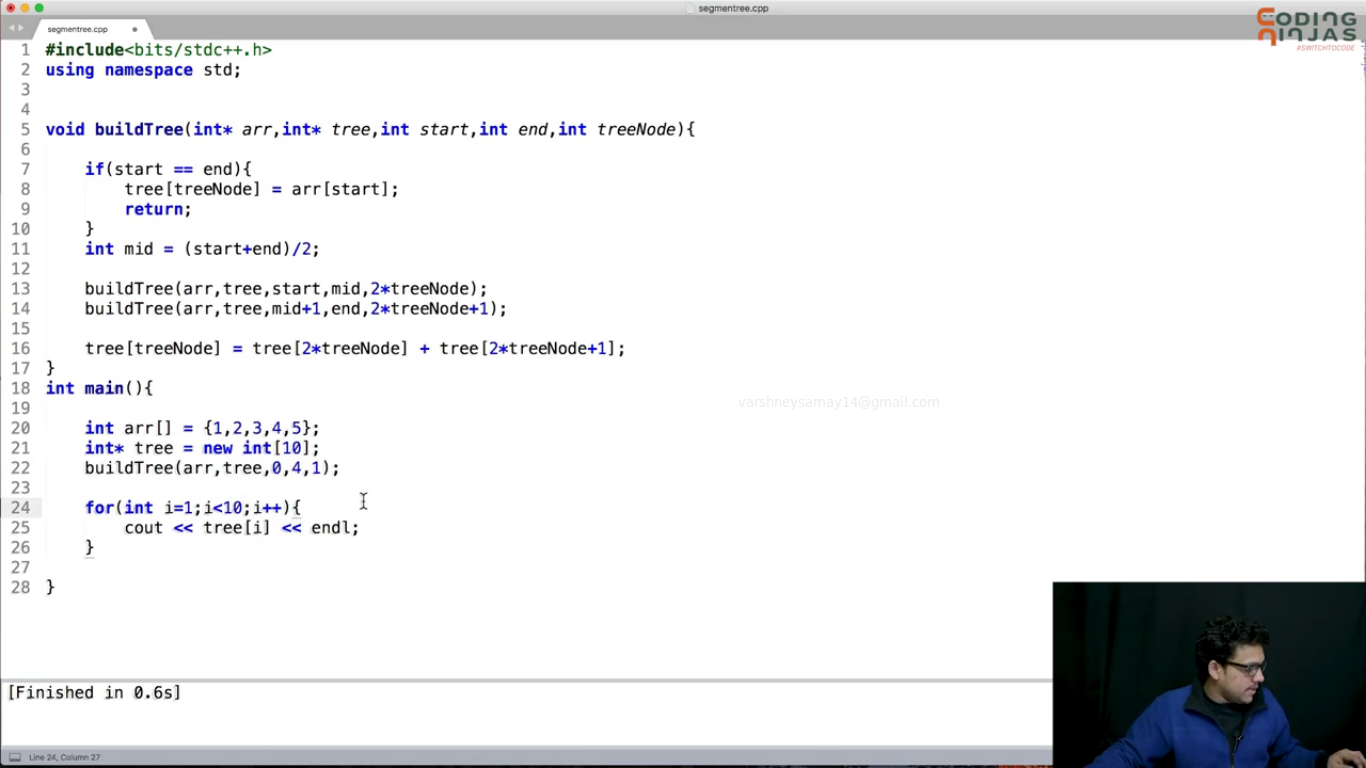 segmentree.cpp
CODING
NINJAS
#SWITCHTOCODE
segmentree.cpp
1 #include<bits/stdc++.h>
2 using namespace std;
3
4
5 void buildTree(int* arr,int* tree,int start,int end,int treeNode){
6
7 if(start == end){
8 tree[treeNode] = arr[start];
9 return;
10 }
11 int mid = (start+end)/2;
12
13 buildTree(arr,tree,start,mid,2*treeNode);
14 buildTree(arr,tree,mid+1,end,2*treeNode+1);
15
16 tree[treeNode] = tree[2*treeNode] + tree[2*treeNode+1];
17 }
18 int main(){
19
varshneysamay14@gmail.com
20 int arr[] = {1,2,3,4,5};
21 int* tree = new int[10];
22 buildTree(arr,tree,0,4,1);
23
24 for(int i=1;i<10;i++){
25 cout << tree[i] << endl;
26 }
27
28 }
[Finished in 0.6s]
Line 24, Column 27